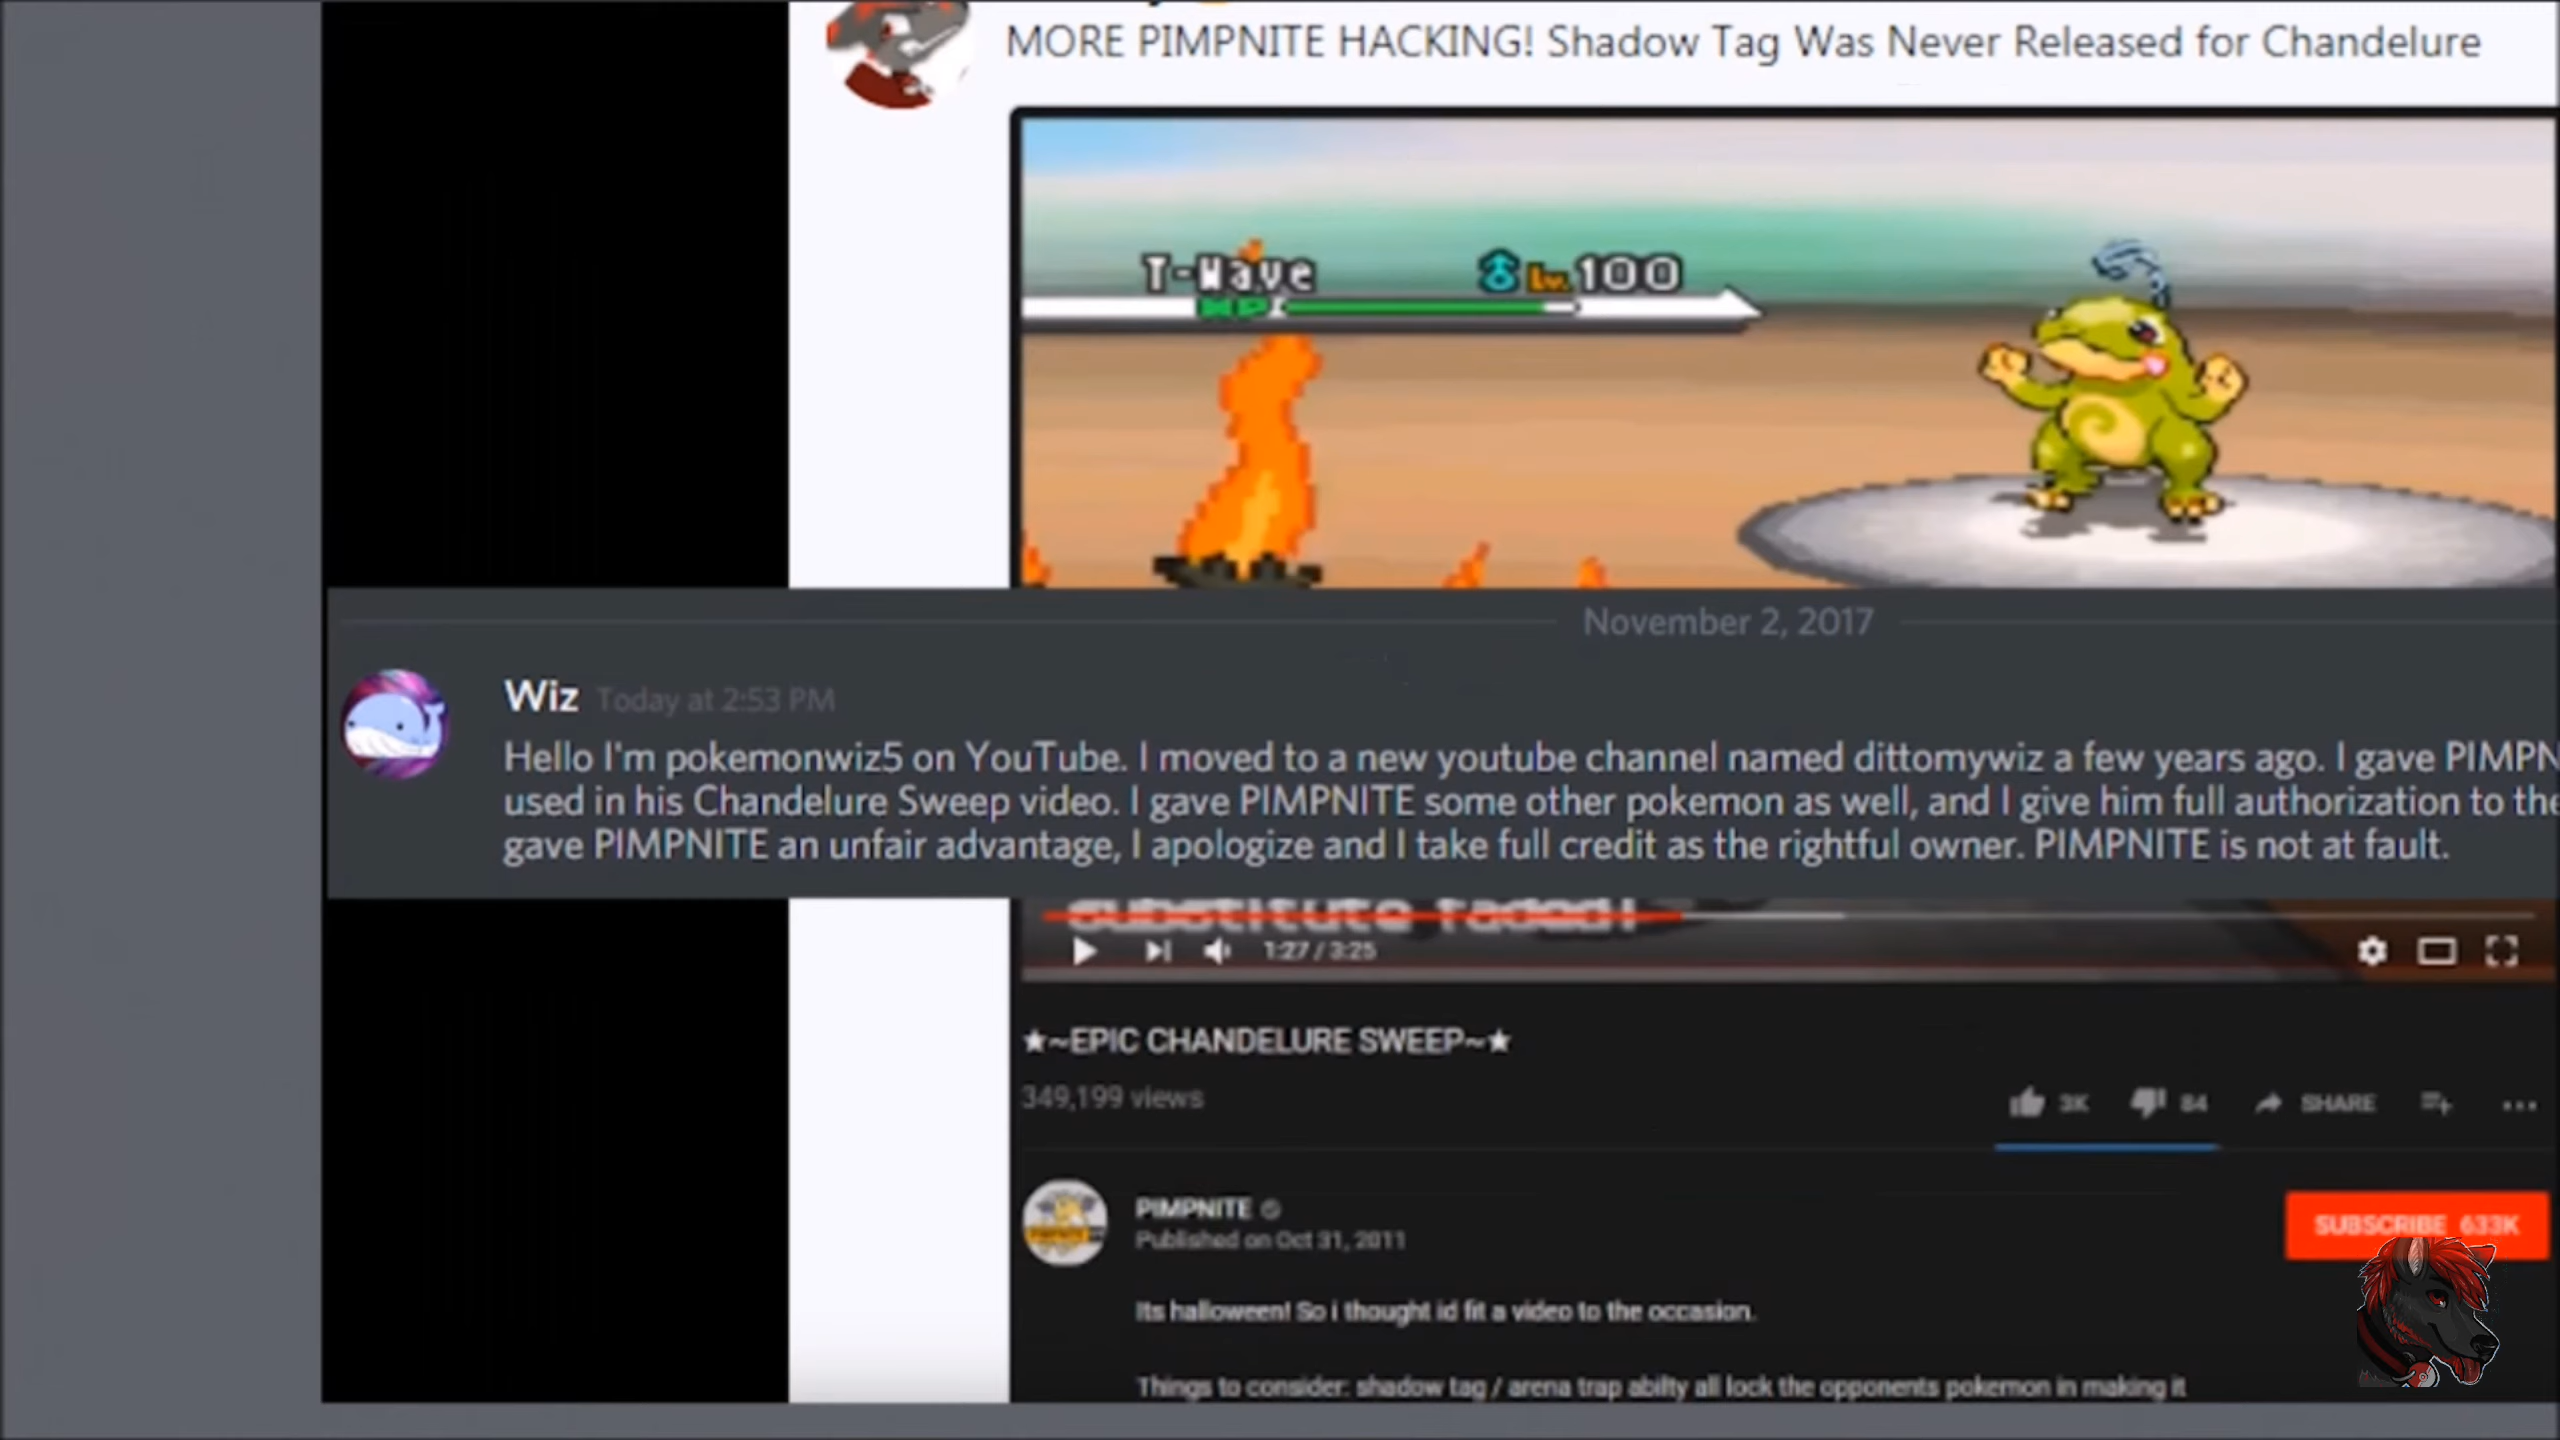 MORE PIMPNITE HACKING! Shadow Tag Was Never Released for Chandelure
T-Wave Lv.100
HP
November 2, 2017
Wiz Today at 2:53 PM
Hello I'm pokemonwiz5 on YouTube. I moved to a new youtube channel named dittomywiz a few years ago. I gave PIMPN
used in his Chandelure Sweep video. I gave PIMPNITE some other pokemon as well, and I give him full authorization to the
gave PIMPNITE an unfair advantage, I apologize and I take full credit as the rightful owner. PIMPNITE is not at fault.
substitute faded!
1:27 / 3:25
★~EPIC CHANDELURE SWEEP~★
349,199 views
3K 84 SHARE
PIMPNITE
Published on Oct 31, 2011
SUBSCRIBE 633K
Its halloween! So i thought id fit a video to the occasion.
Things to consider: shadow tag / arena trap abilty all lock the opponents pokemon in making it